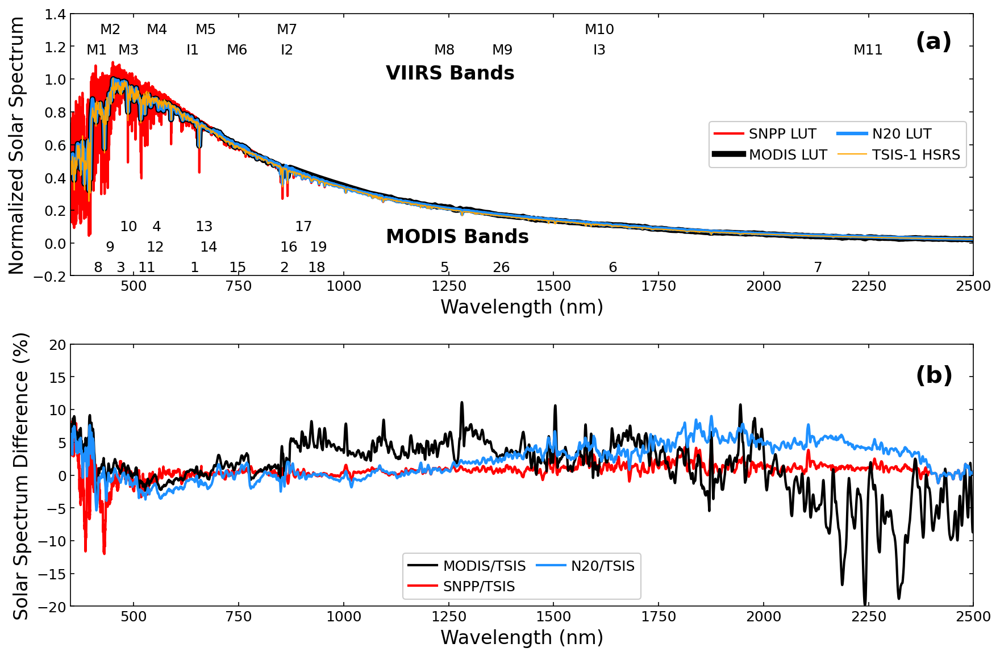 1.4
1.2
1.0
0.8
0.6
0.4
0.2
0.0
−0.2
Normalized Solar Spectrum
M2 M4 M5 M7 M10
M1 M3 I1 M6 I2 M8 M9 I3 M11
(a)
VIIRS Bands
SNPP LUT N20 LUT
MODIS LUT TSIS-1 HSRS
10 4 13 17
MODIS Bands
9 12 14 16 19
8 3 11 1 15 2 18 5 26 6 7
500 750 1000 1250 1500 1750 2000 2250 2500
Wavelength (nm)
20
15
10
5
0
−5
−10
−15
−20
Solar Spectrum Difference (%)
(b)
MODIS/TSIS N20/TSIS
SNPP/TSIS
500 750 1000 1250 1500 1750 2000 2250 2500
Wavelength (nm)